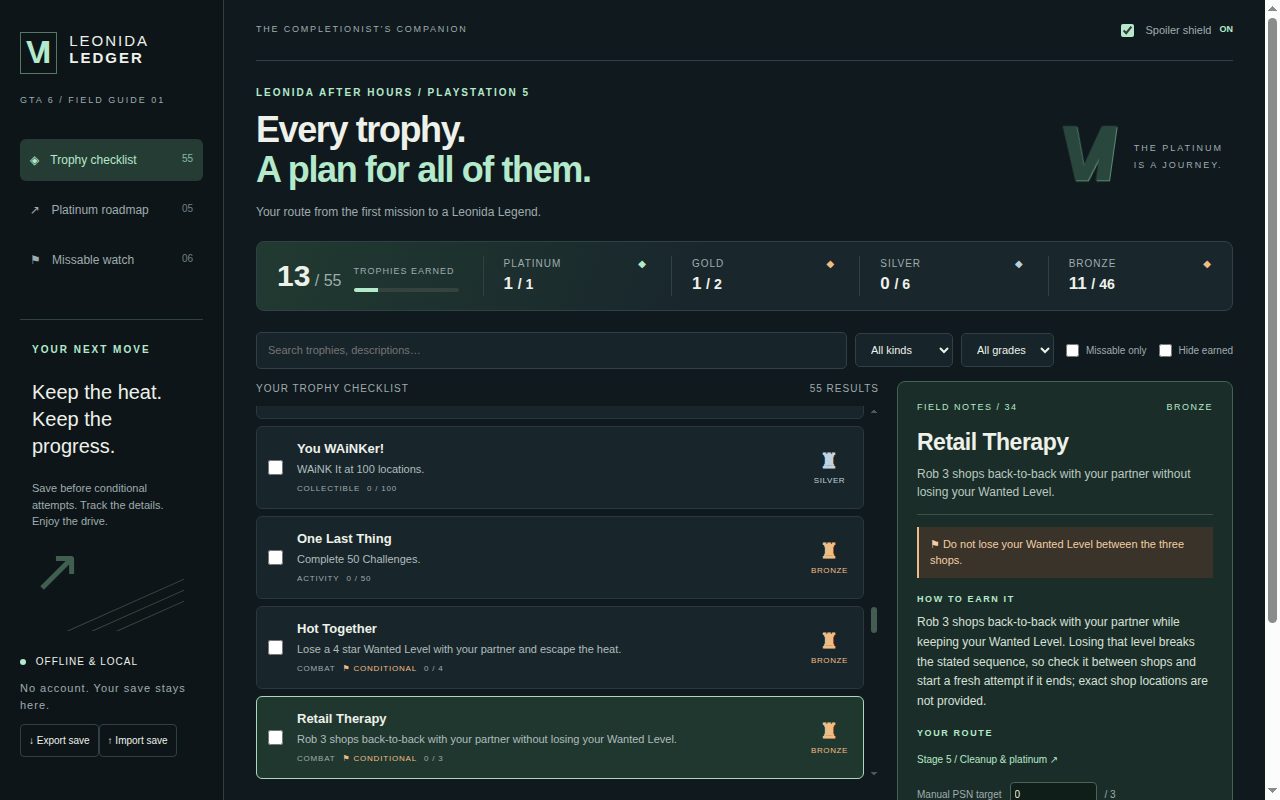 VI
LEONIDA
LEDGER
GTA 6 / FIELD GUIDE 01
Trophy checklist 55
Platinum roadmap 05
Missable watch 06
YOUR NEXT MOVE
Keep the heat.
Keep the
progress.
Save before conditional
attempts. Track the details.
Enjoy the drive.
OFFLINE & LOCAL
No account. Your save stays
here.
↓ Export save
↑ Import save
THE COMPLETIONIST'S COMPANION
Spoiler shield ON
LEONIDA AFTER HOURS / PLAYSTATION 5
Every trophy.
A plan for all of them.
Your route from the first mission to a Leonida Legend.
VI
THE PLATINUM
IS A JOURNEY.
13 / 55
TROPHIES EARNED
PLATINUM
1 / 1
GOLD
1 / 2
SILVER
0 / 6
BRONZE
11 / 46
Search trophies, descriptions…
All kinds
All grades
Missable only
Hide earned
YOUR TROPHY CHECKLIST
55 RESULTS
You WAiNKer!
WAiNK It at 100 locations.
COLLECTIBLE 0 / 100
SILVER
One Last Thing
Complete 50 Challenges.
ACTIVITY 0 / 50
BRONZE
Hot Together
Lose a 4 star Wanted Level with your partner and escape the heat.
COMBAT ⚑ CONDITIONAL 0 / 4
BRONZE
Retail Therapy
Rob 3 shops back-to-back with your partner without losing your Wanted Level.
COMBAT ⚑ CONDITIONAL 0 / 3
BRONZE
FIELD NOTES / 34
BRONZE
Retail Therapy
Rob 3 shops back-to-back with your partner without
losing your Wanted Level.
⚑ Do not lose your Wanted Level between the three
shops.
HOW TO EARN IT
Rob 3 shops back-to-back with your partner while
keeping your Wanted Level. Losing that level breaks
the stated sequence, so check it between shops and
start a fresh attempt if it ends; exact shop locations are
not provided.
YOUR ROUTE
Stage 5 / Cleanup & platinum ↗
Manual PSN target 0 / 3